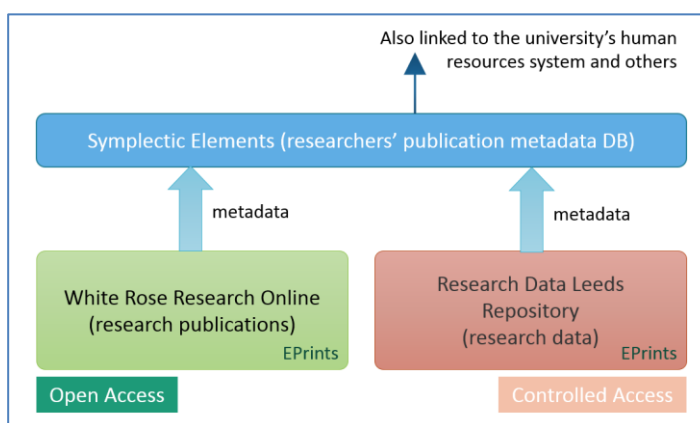 Also linked to the university's human
resources system and others
Symplectic Elements (researchers' publication metadata DB)
metadata
metadata
White Rose Research Online
(research publications)
EPrints
Research Data Leeds
Repository
(research data)
EPrints
Open Access
Controlled Access